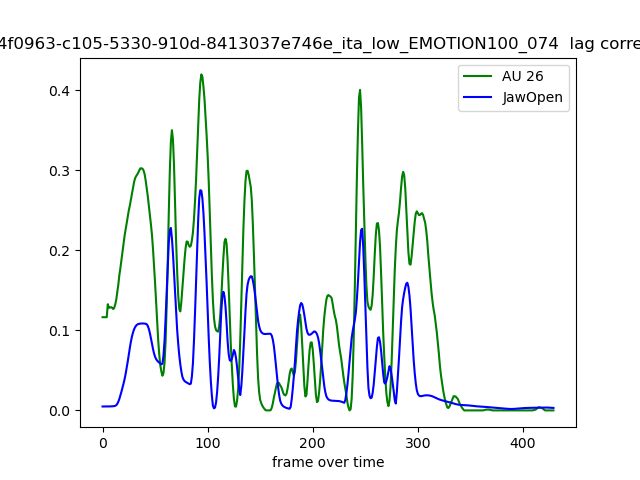 4f0963-c105-5330-910d-8413037e746e_ita_low_EMOTION100_074 lag corre
AU 26
JawOpen
0.4
0.3
0.2
0.1
0.0
0 100 200 300 400
frame over time